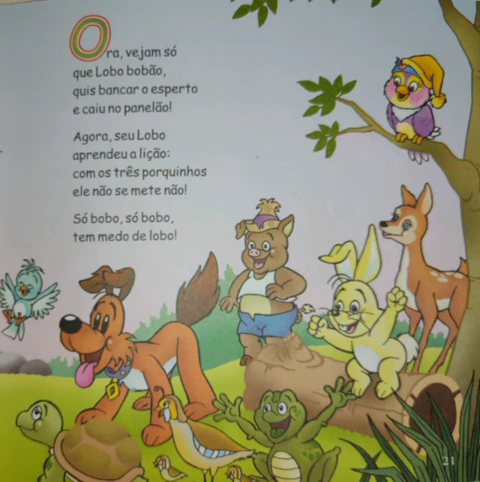 Ora, vejam só
que Lobo bobão,
quis bancar o esperto
e caiu no panelão!
Agora, seu Lobo
aprendeu a lição:
com os três porquinhos
ele não se mete não!
Só bobo, só bobo,
tem medo de lobo!
21